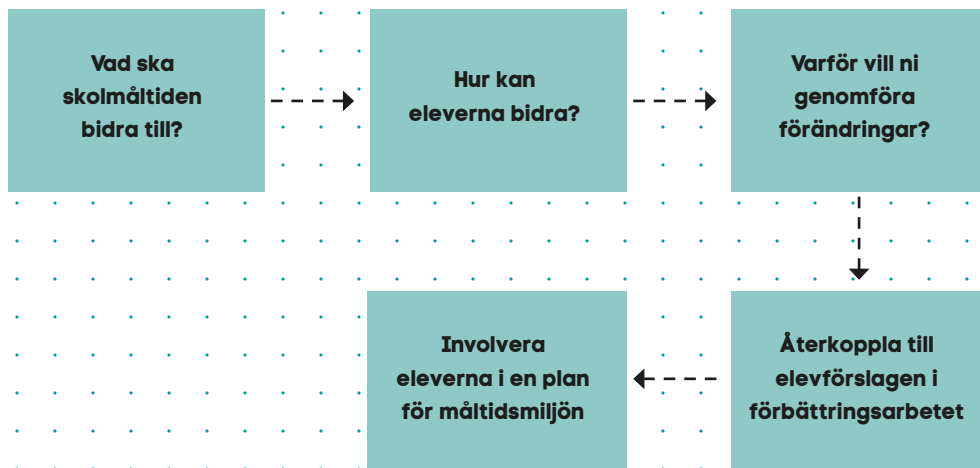 Vad ska
skolmåltiden
bidra till?
Hur kan
eleverna bidra?
Varför vill ni
genomföra
förändringar?
Återkoppla till
elevförslagen i
förbättringsarbetet
Involvera
eleverna i en plan
för måltidsmiljön